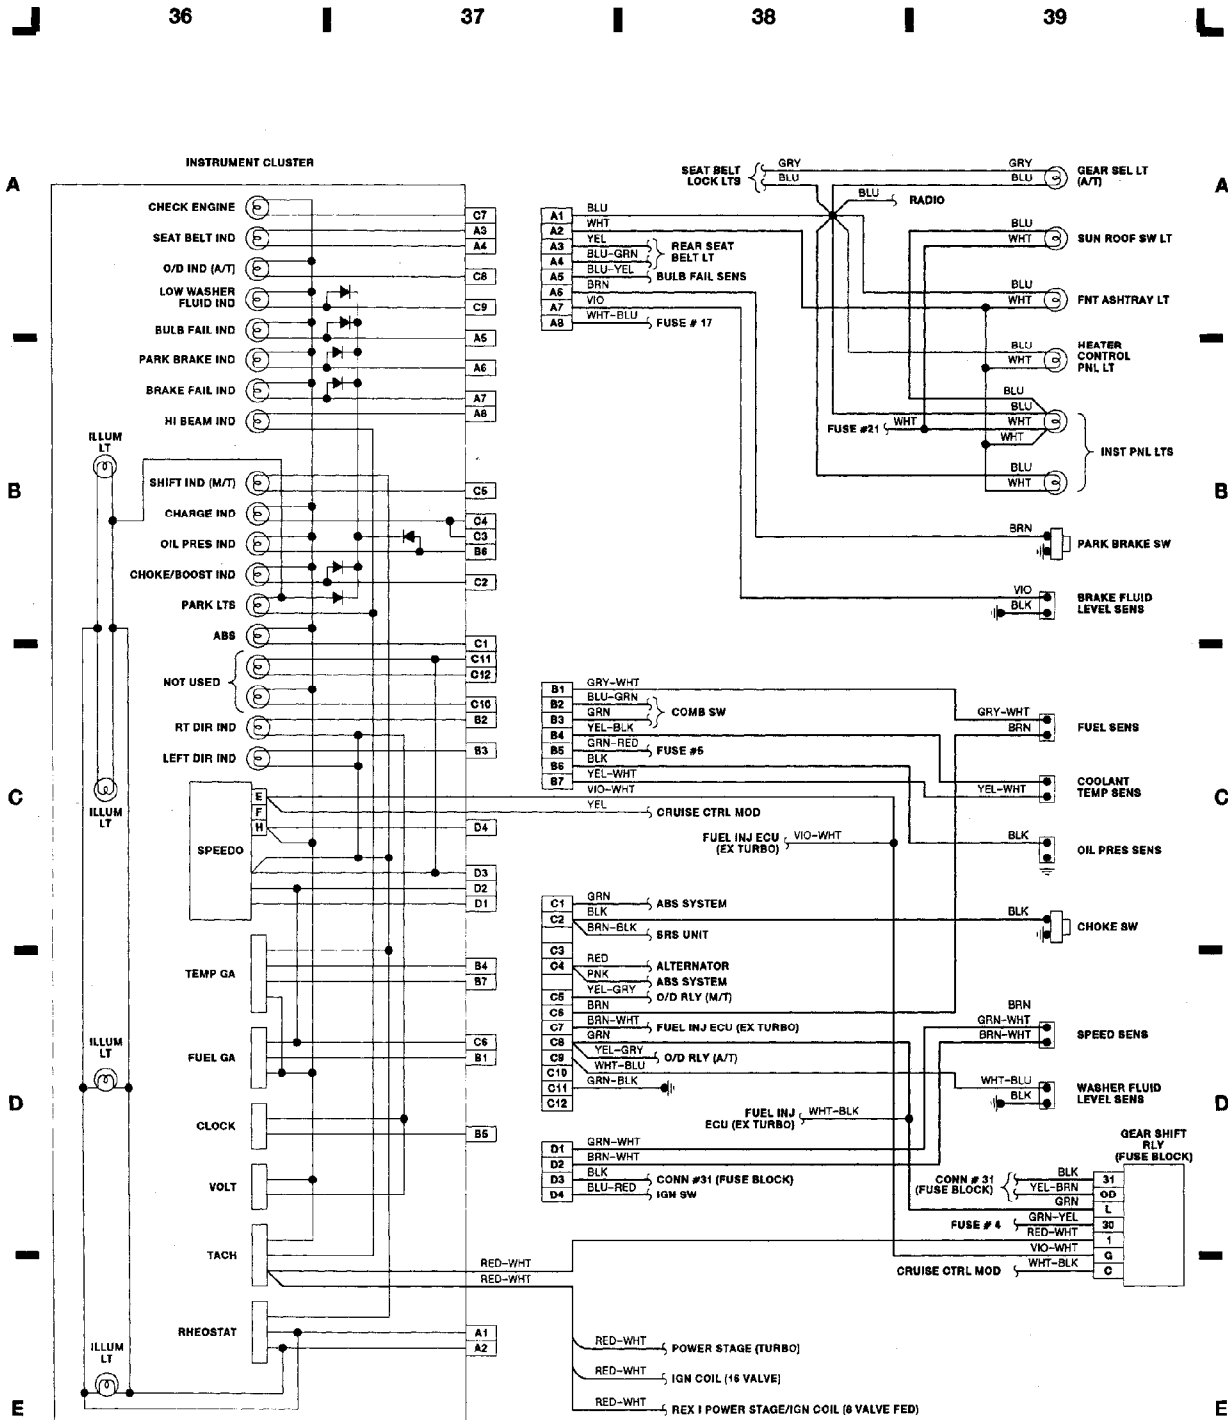 36 37 38 39
A
A
INSTRUMENT CLUSTER
CHECK ENGINE
SEAT BELT IND
O/D IND (A/T)
LOW WASHER
FLUID IND
BULB FAIL IND
PARK BRAKE IND
BRAKE FAIL IND
HI BEAM IND
ILLUM
LT
B
B
SHIFT IND (M/T)
CHARGE IND
OIL PRES IND
CHOKE/BOOST IND
PARK LTS
ABS
NOT USED
RT DIR IND
LEFT DIR IND
C
C
ILLUM
LT
SPEEDO
E
F
H
TEMP GA
ILLUM
LT
FUEL GA
D
D
CLOCK
VOLT
TACH
RHEOSTAT
ILLUM
LT
E
E
C7
A3
A4
C8
C9
A5
A6
A7
A8
C5
C4
C3
B6
C2
C1
C11
C12
C10
B2
B3
D4
D3
D2
D1
B4
B7
C6
B1
B5
RED-WHT
RED-WHT
A1
A2
A1 BLU
A2 WHT
A3 YEL
A4 BLU-GRN
REAR SEAT
BELT LT
A5 BLU-YEL BULB FAIL SENS
A6 BRN
A7 VIO
A8 WHT-BLU FUSE # 17
SEAT BELT
LOCK LTS
GRY
BLU
BLU RADIO
GRY
BLU
GEAR SEL LT
(A/T)
BLU
WHT
SUN ROOF SW LT
BLU
WHT
FNT ASHTRAY LT
BLU
WHT
HEATER
CONTROL
PNL LT
BLU
BLU
FUSE #21 WHT
WHT
WHT
INST PNL LTS
BLU
WHT
BRN
PARK BRAKE SW
VIO
BLK
BRAKE FLUID
LEVEL SENS
B1 GRY-WHT
B2 BLU-GRN
B3 GRN
COMB SW
B4 YEL-BLK
B5 GRN-RED FUSE #5
B6 BLK
B7 YEL-WHT
VIO-WHT
YEL CRUISE CTRL MOD
GRY-WHT
BRN
FUEL SENS
YEL-WHT
COOLANT
TEMP SENS
FUEL INJ ECU
(EX TURBO)
VIO-WHT
BLK
OIL PRES SENS
C1 GRN ABS SYSTEM
C2 BLK
BRN-BLK SRS UNIT
BLK
CHOKE SW
C3
C4 RED ALTERNATOR
PNK ABS SYSTEM
C5 YEL-GRY O/D RLY (M/T)
C6 BRN
C7 BRN-WHT FUEL INJ ECU (EX TURBO)
C8 GRN
YEL-GRY O/D RLY (A/T)
C9
C10 WHT-BLU
C11 GRN-BLK
C12
BRN
GRN-WHT
BRN-WHT
SPEED SENS
WHT-BLU
BLK
WASHER FLUID
LEVEL SENS
FUEL INJ
ECU (EX TURBO)
WHT-BLK
D1 GRN-WHT
D2 BRN-WHT
D3 BLK CONN #31 (FUSE BLOCK)
D4 BLU-RED IGN SW
GEAR SHIFT
RLY
(FUSE BLOCK)
CONN # 31
(FUSE BLOCK)
BLK 31
YEL-BRN OD
GRN L
FUSE # 4 GRN-YEL 30
RED-WHT 1
VIO-WHT G
CRUISE CTRL MOD WHT-BLK C
RED-WHT POWER STAGE (TURBO)
RED-WHT IGN COIL (16 VALVE)
RED-WHT REX I POWER STAGE/IGN COIL (8 VALVE FED)